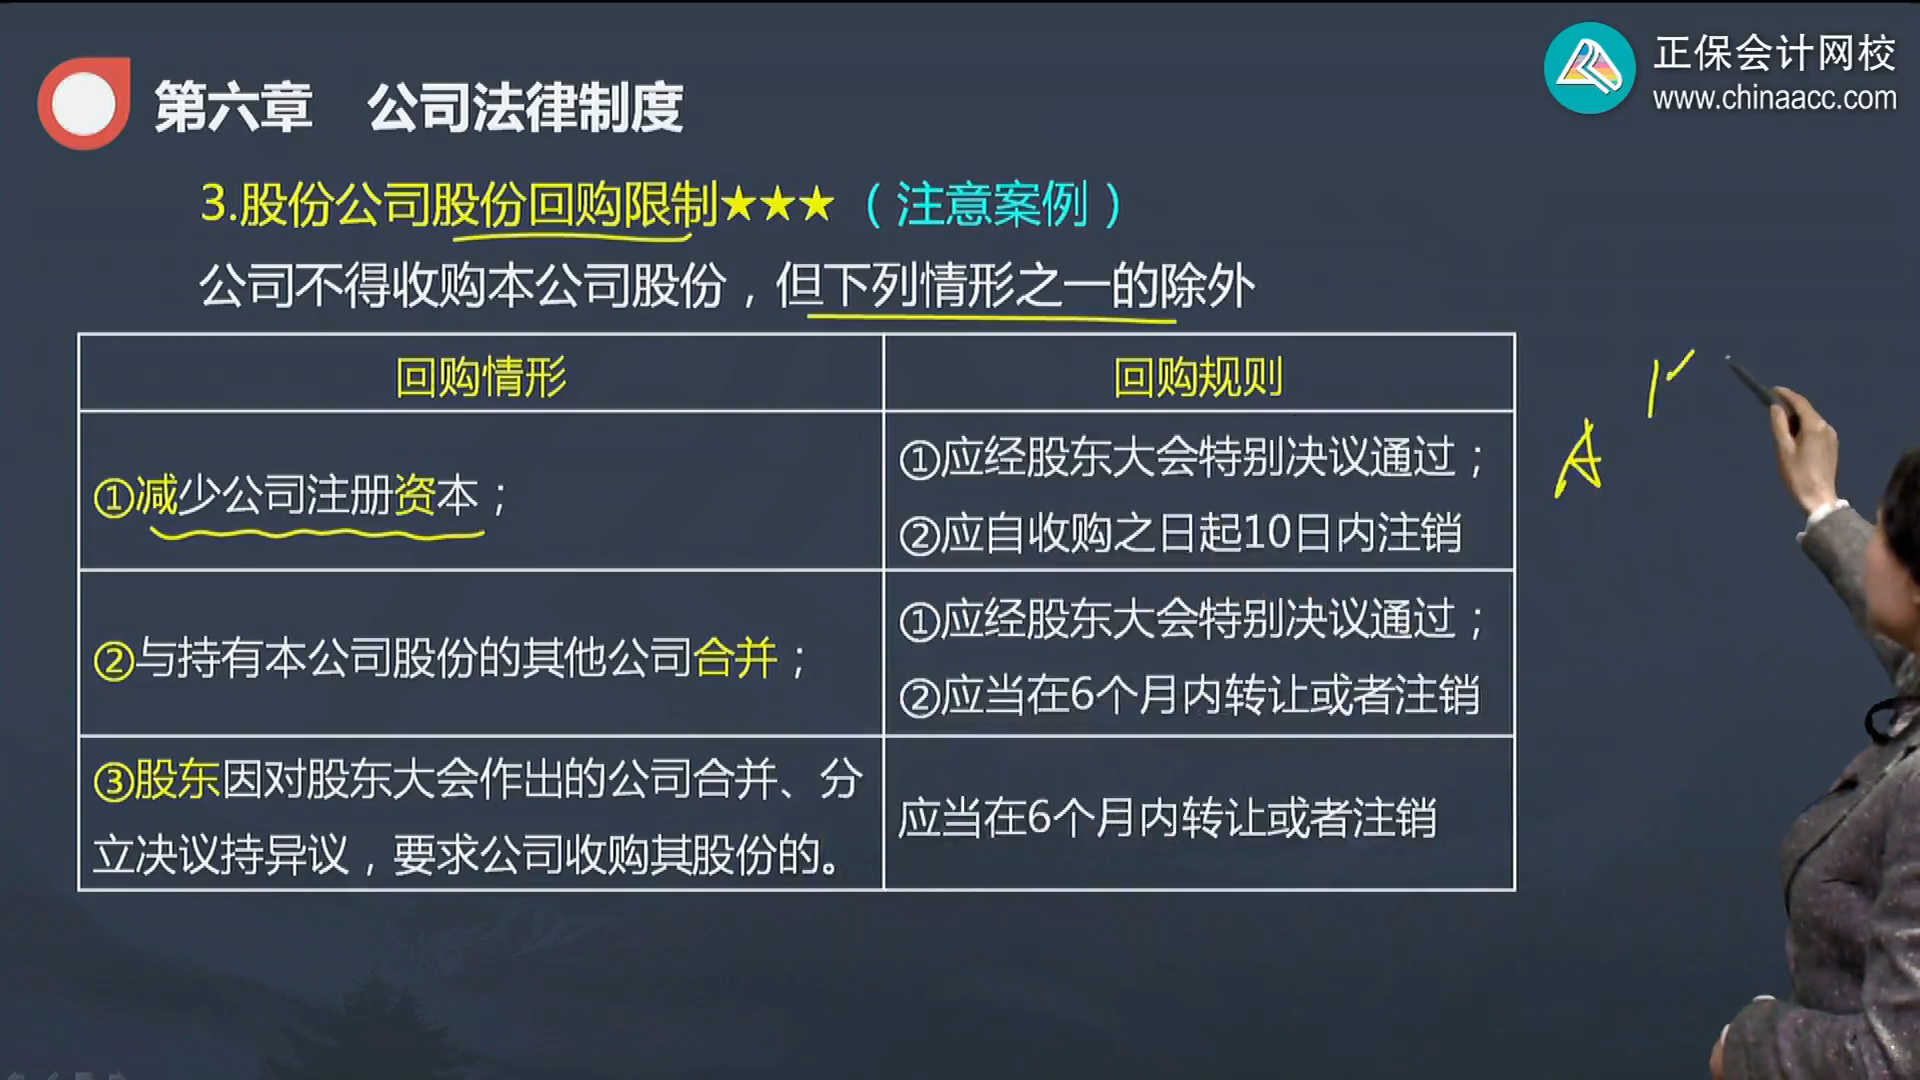 正保会计网校
www.chinaacc.com
第六章 公司法律制度
3.股份公司股份回购限制★★★（注意案例）
公司不得收购本公司股份，但下列情形之一的除外
回购情形
回购规则
①减少公司注册资本；
①应经股东大会特别决议通过；
②应自收购之日起10日内注销
②与持有本公司股份的其他公司合并；
①应经股东大会特别决议通过；
②应当在6个月内转让或者注销
③股东因对股东大会作出的公司合并、分
立决议持异议，要求公司收购其股份的。
应当在6个月内转让或者注销
A